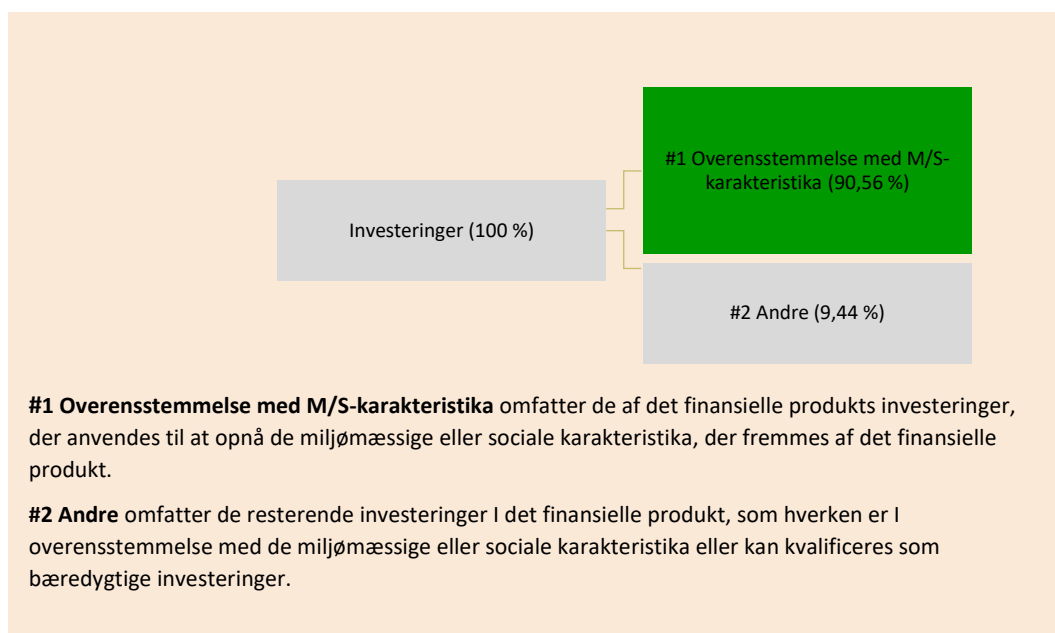 #1 Overensstemmelse med M/S-
karakteristika (90,56 %)
Investeringer (100 %)
#2 Andre (9,44 %)
#1 Overensstemmelse med M/S-karakteristika omfatter de af det finansielle produkts investeringer,
der anvendes til at opnå de miljømæssige eller sociale karakteristika, der fremmes af det finansielle
produkt.
#2 Andre omfatter de resterende investeringer I det finansielle produkt, som hverken er I
overensstemmelse med de miljømæssige eller sociale karakteristika eller kan kvalificeres som
bæredygtige investeringer.